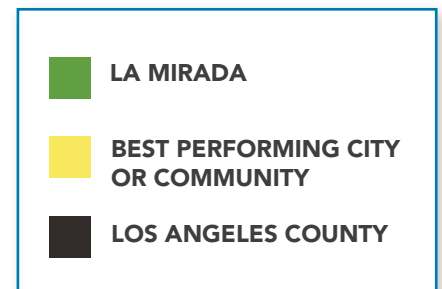 LA MIRADA
BEST PERFORMING CITY
OR COMMUNITY
LOS ANGELES COUNTY